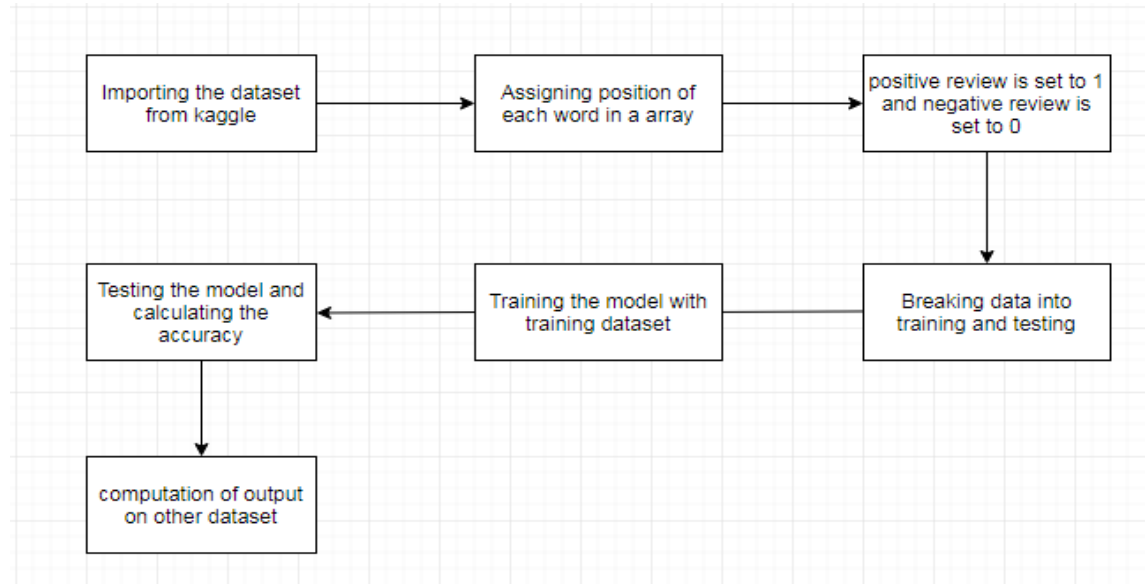 Importing the dataset
from kaggle
Assigning position of
each word in a array
positive review is set to 1
and negative review is
set to 0
Breaking data into
training and testing
Training the model with
training dataset
Testing the model and
calculating the
accuracy
computation of output
on other dataset